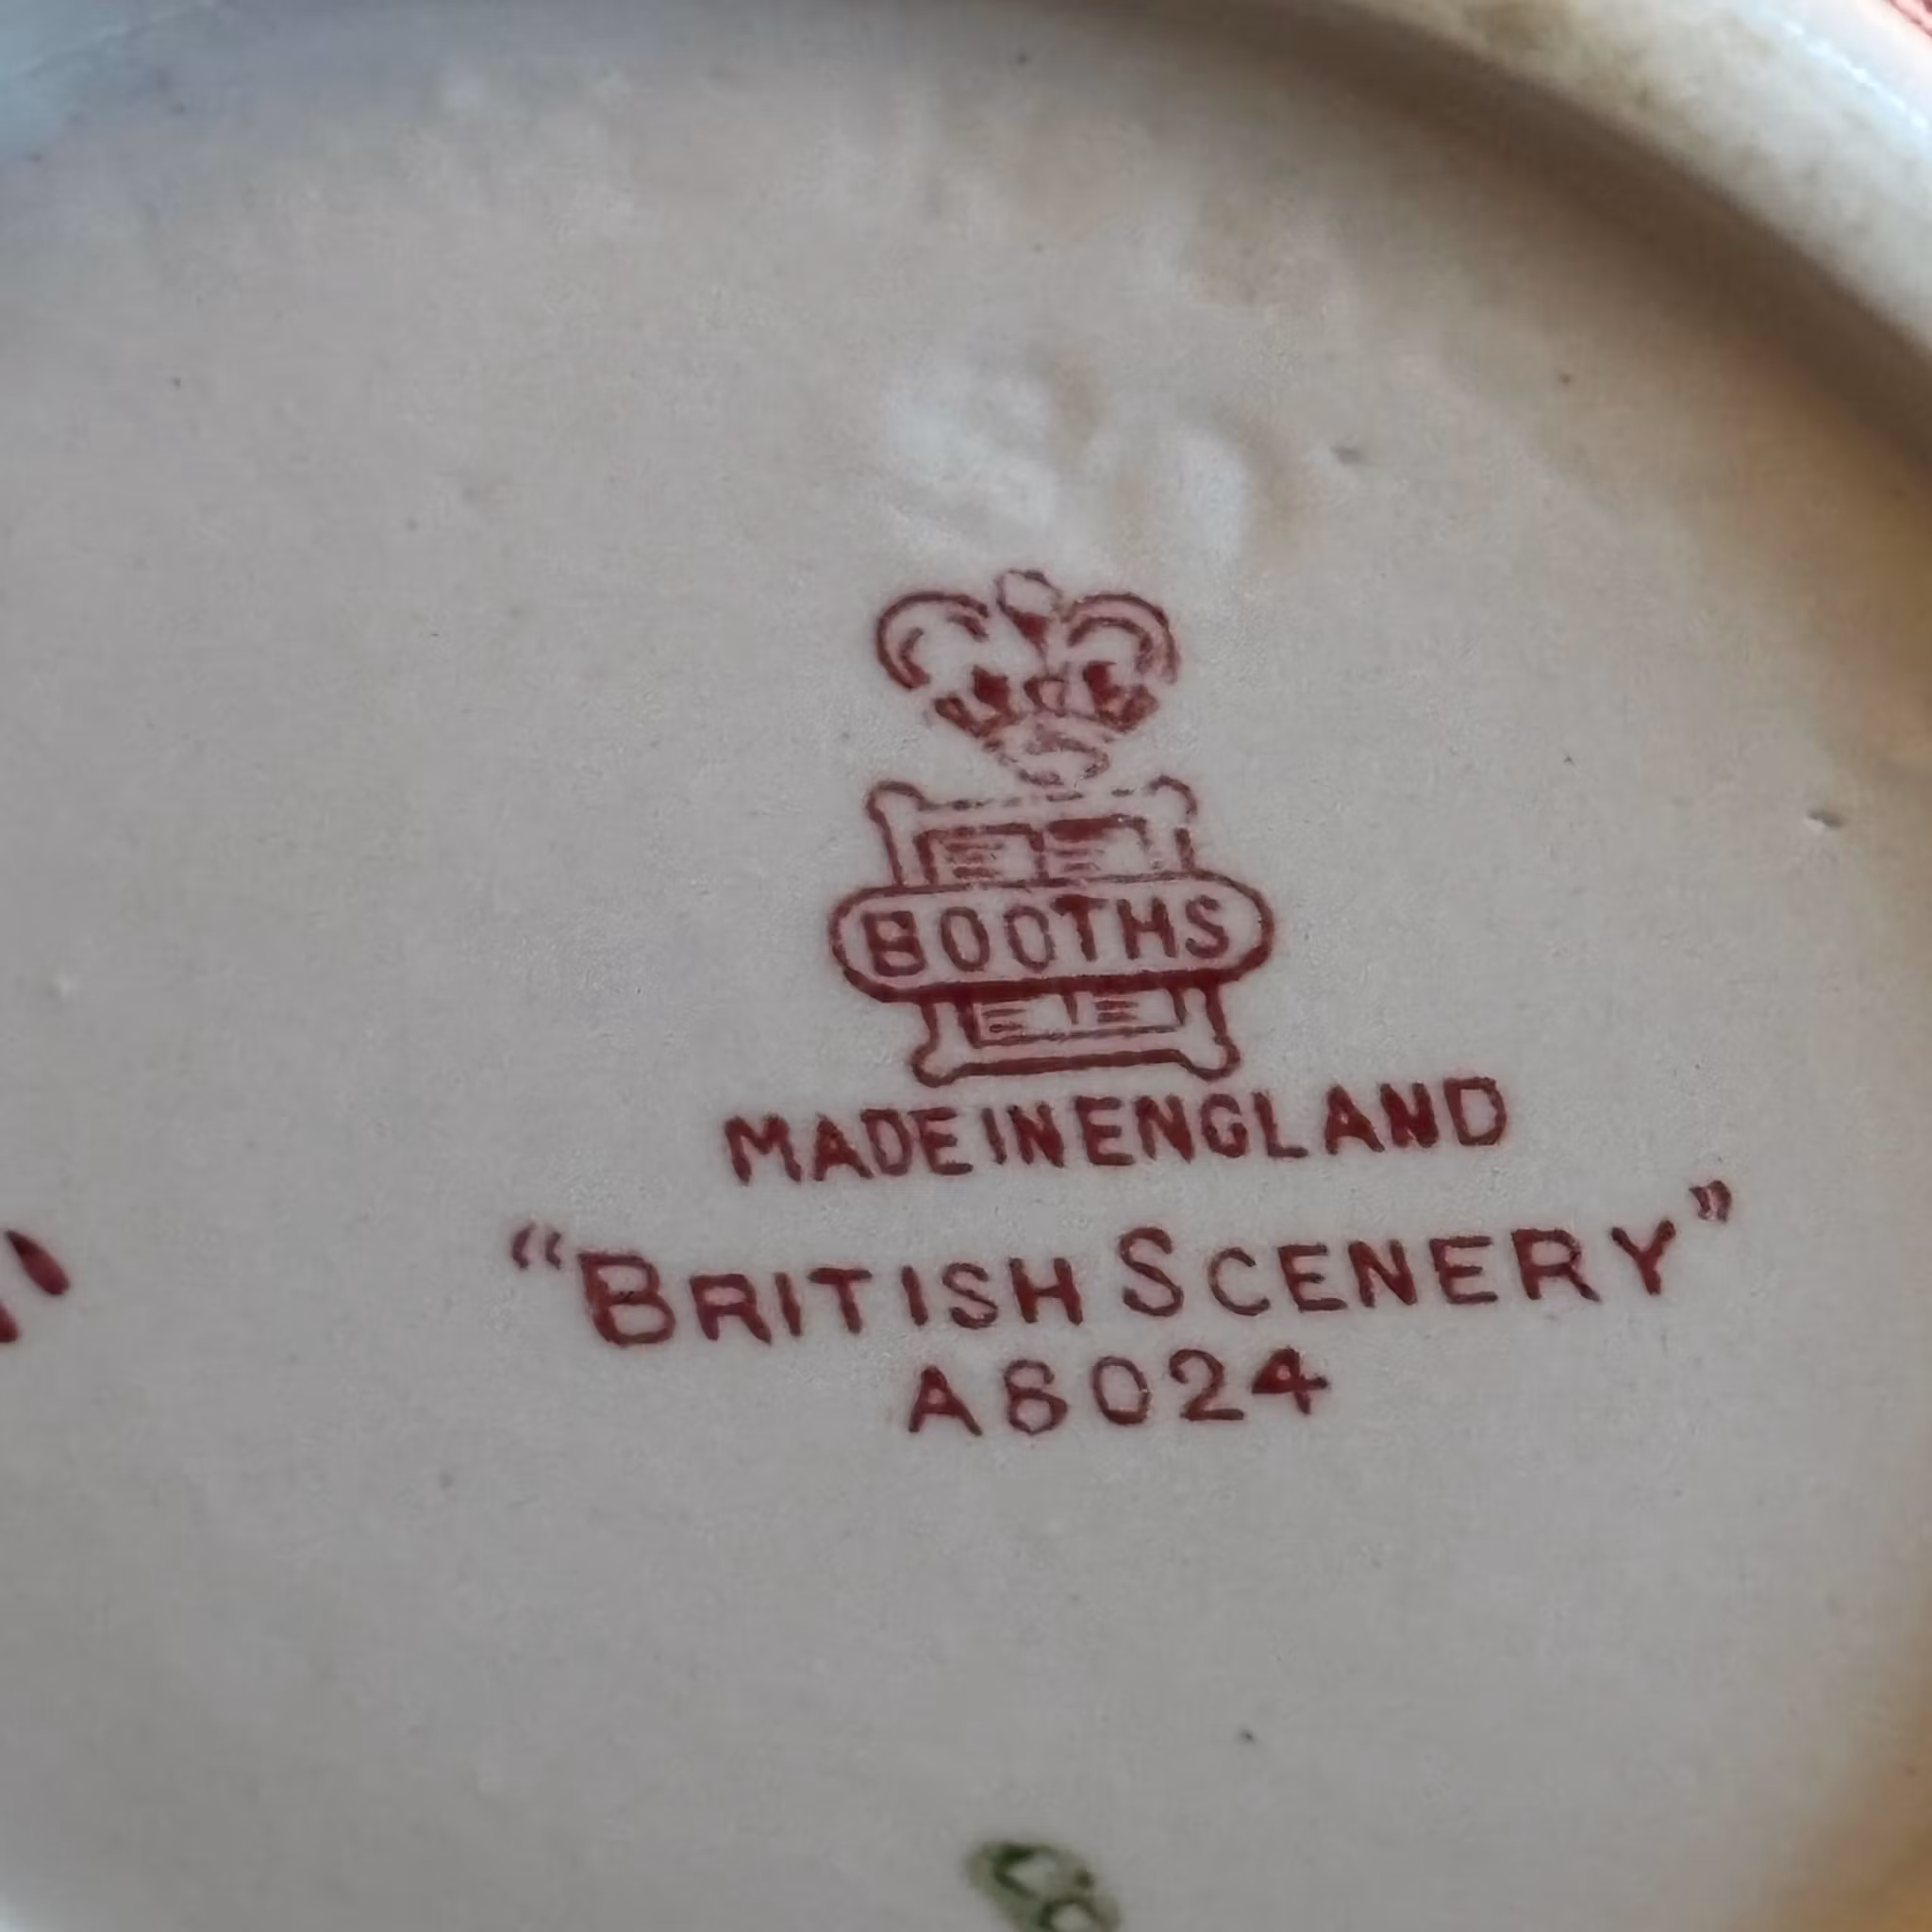 BOOTHS
MADE IN ENGLAND
“BRITISH SCENERY”
A8024